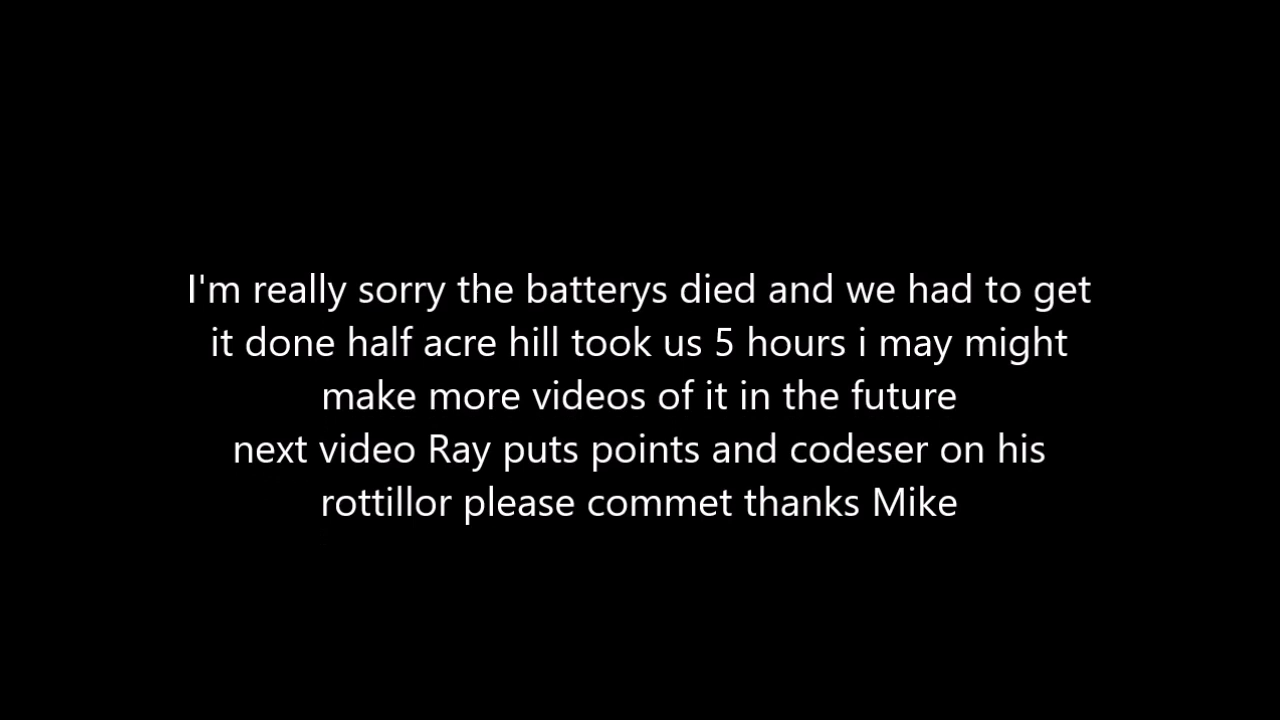 I'm really sorry the batterys died and we had to get
it done half acre hill took us 5 hours i may might
make more videos of it in the future
next video Ray puts points and codeser on his
rottillor please commet thanks Mike